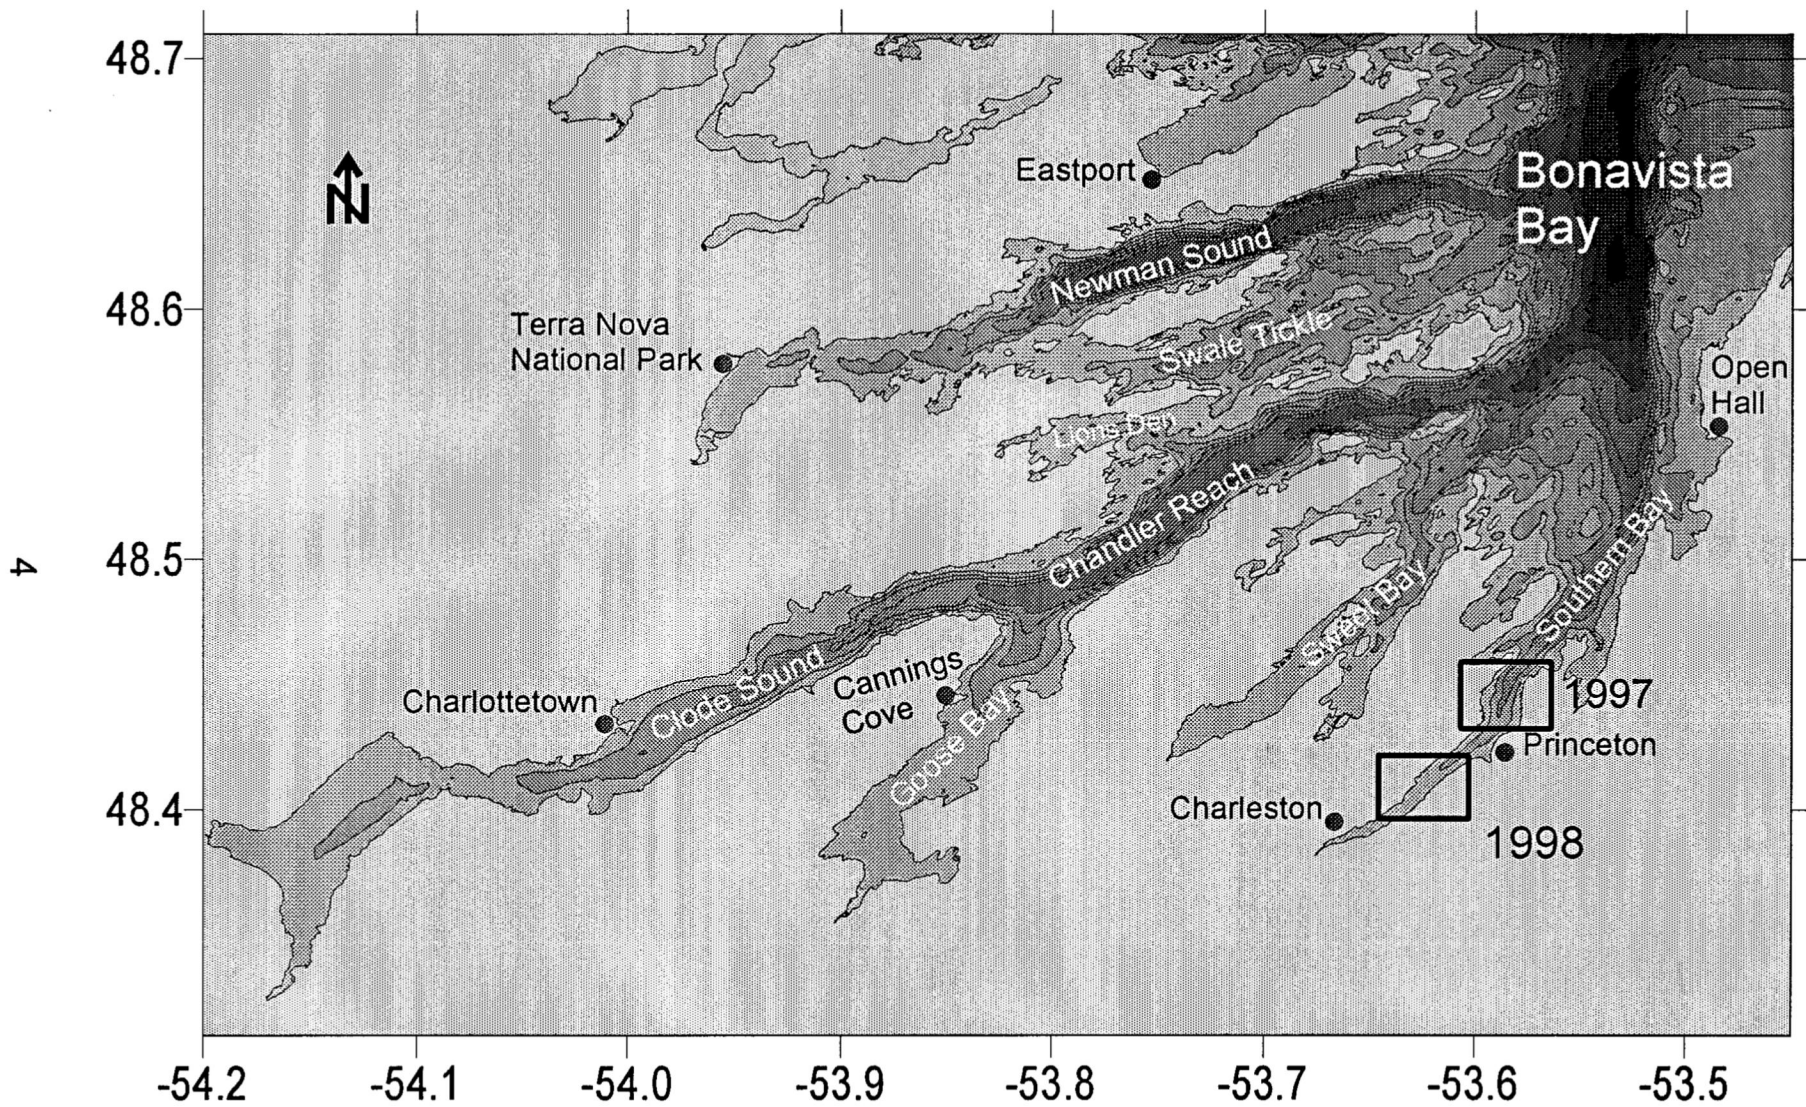 48.7
N
Eastport
Bonavista
Bay
Newman Sound
48.6
Terra Nova
National Park
Swale Tickle
Open
Hall
Lions Den
Chandler Reach
4
48.5
Southern Bay
Sweet Bay
Clode Sound
Cannings
Cove
1997
Charlottetown
Goose Bay
Princeton
48.4
Charleston
1998
-54.2
-54.1
-54.0
-53.9
-53.8
-53.7
-53.6
-53.5